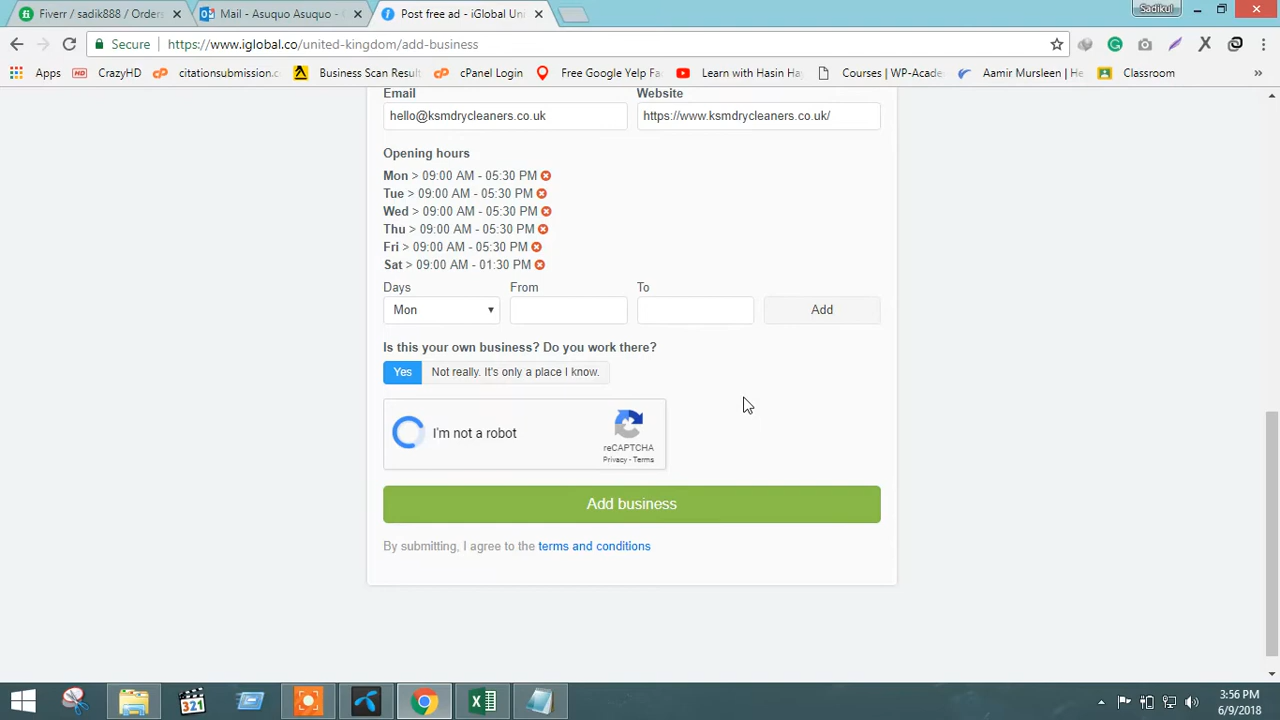 Fiverr / sadik888 / Orders
Mail - Asuquo Asuquo -
Post free ad - iGlobal Un
Sadikul
Secure
https://www.iglobal.co/united-kingdom/add-business
Apps
CrazyHD
citationsubmission.c
Business Scan Result
cPanel Login
Free Google Yelp Fa
Learn with Hasin Ha
Courses | WP-Acade
Aamir Mursleen | He
Classroom
»
Email
Website
hello@ksmdrycleaners.co.uk
https://www.ksmdrycleaners.co.uk/
Opening hours
Mon > 09:00 AM - 05:30 PM
Tue > 09:00 AM - 05:30 PM
Wed > 09:00 AM - 05:30 PM
Thu > 09:00 AM - 05:30 PM
Fri > 09:00 AM - 05:30 PM
Sat > 09:00 AM - 01:30 PM
Days
From
To
Mon
Add
Is this your own business? Do you work there?
Yes
Not really. It's only a place I know.
I'm not a robot
reCAPTCHA
Privacy - Terms
Add business
By submitting, I agree to the terms and conditions
321
3:56 PM
6/9/2018